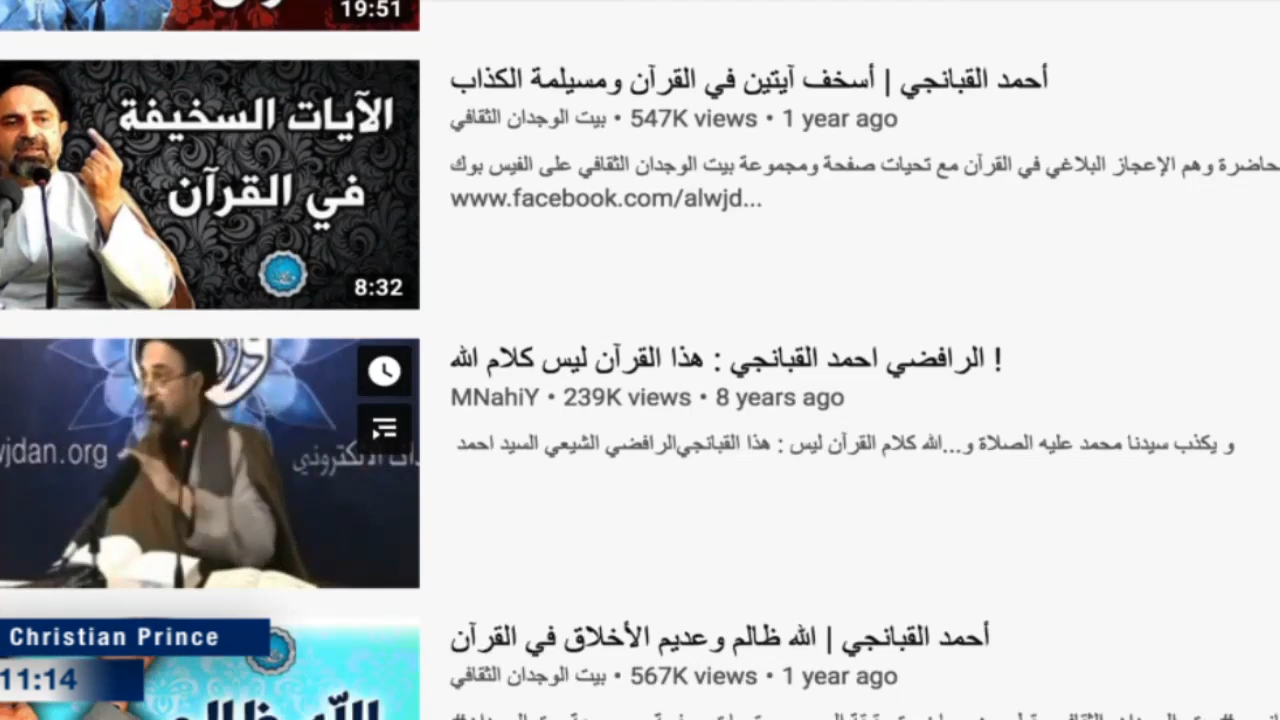 19:51
أحمد القبانجي | أسخف آيتين في القرآن ومسيلمة الكذاب
بيت الوجدان الثقافي • 547K views • 1 year ago
حاضرة وهم الإعجاز البلاغي في القرآن مع تحيات صفحة ومجموعة بيت الوجدان الثقافي على الفيس بوك
www.facebook.com/alwjd...
الآيات السخيفة
في القرآن
8:32
الرافضي احمد القبانجي : هذا القرآن ليس كلام الله !
MNahiY • 239K views • 8 years ago
و يكذب سيدنا محمد عليه الصلاة و...الله كلام القرآن ليس : هذا القبانجيالرافضي الشيعي السيد احمد
wjdan.org
Christian Prince
11:14
أحمد القبانجي | الله ظالم وعديم الأخلاق في القرآن
بيت الوجدان الثقافي • 567K views • 1 year ago
الله ظالم